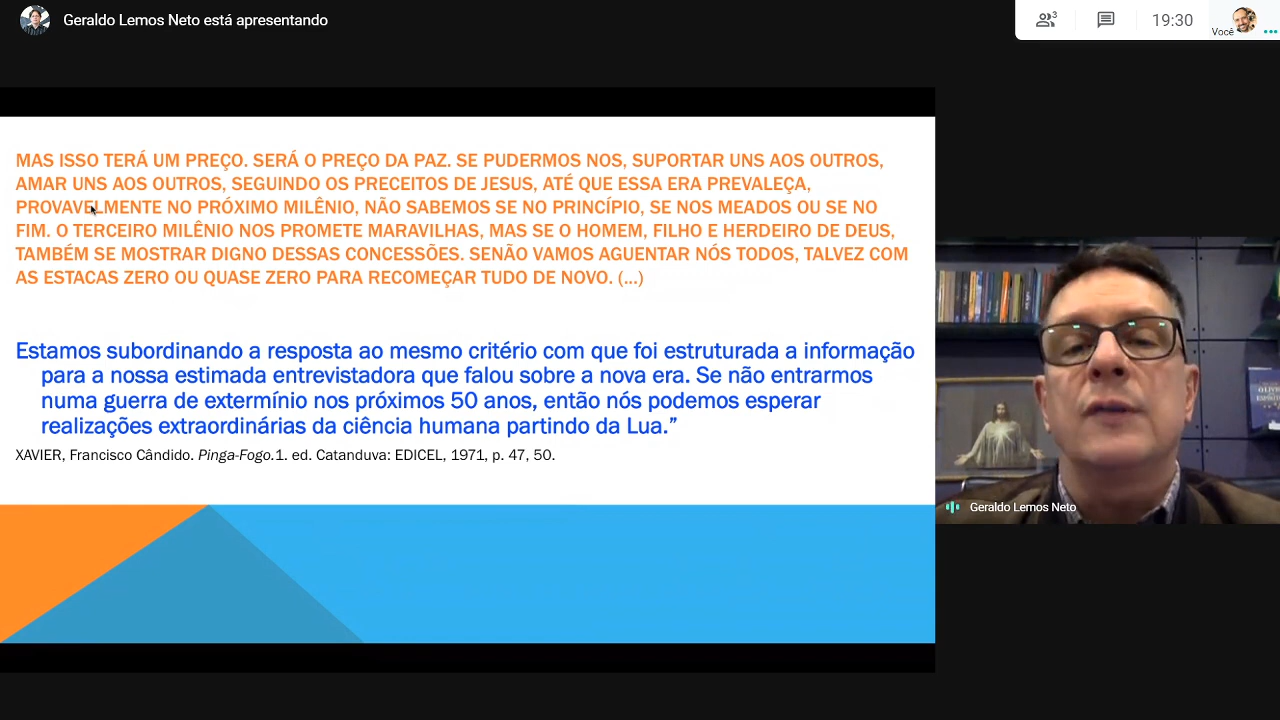 Geraldo Lemos Neto está apresentando
3
19:30
Você
MAS ISSO TERÁ UM PREÇO. SERÁ O PREÇO DA PAZ. SE PUDERMOS NOS, SUPORTAR UNS AOS OUTROS,
AMAR UNS AOS OUTROS, SEGUINDO OS PRECEITOS DE JESUS, ATÉ QUE ESSA ERA PREVALEÇA,
PROVAVELMENTE NO PRÓXIMO MILÊNIO, NÃO SABEMOS SE NO PRINCÍPIO, SE NOS MEADOS OU SE NO
FIM. O TERCEIRO MILÊNIO NOS PROMETE MARAVILHAS, MAS SE O HOMEM, FILHO E HERDEIRO DE DEUS,
TAMBÉM SE MOSTRAR DIGNO DESSAS CONCESSÕES. SENÃO VAMOS AGUENTAR NÓS TODOS, TALVEZ COM
AS ESTACAS ZERO OU QUASE ZERO PARA RECOMEÇAR TUDO DE NOVO. (...)
Estamos subordinando a resposta ao mesmo critério com que foi estruturada a informação
para a nossa estimada entrevistadora que falou sobre a nova era. Se não entrarmos
numa guerra de extermínio nos próximos 50 anos, então nós podemos esperar
realizações extraordinárias da ciência humana partindo da Lua.”
XAVIER, Francisco Cândido. Pinga-Fogo.1. ed. Catanduva: EDICEL, 1971, p. 47, 50.
Geraldo Lemos Neto